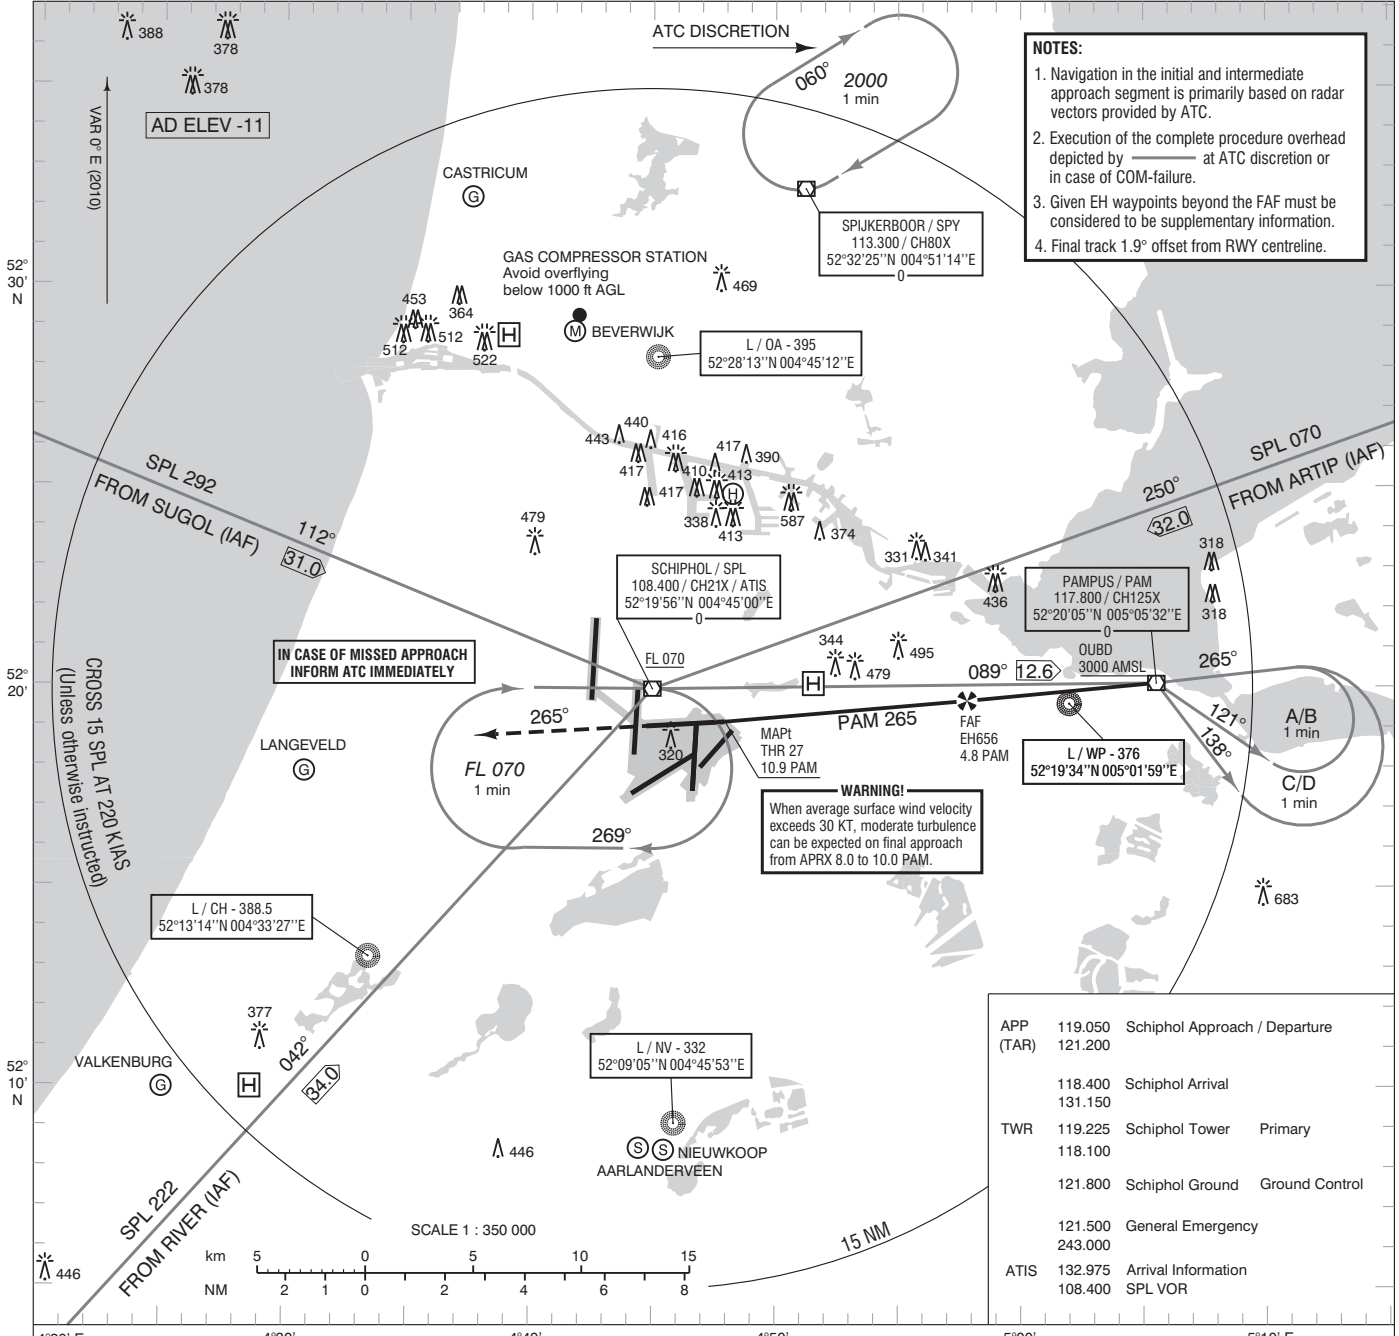 388
378
378
AD ELEV -11
VAR 0° E (2010)
ATC DISCRETION
060°
2000
1 min
NOTES:
1. Navigation in the initial and intermediate
approach segment is primarily based on radar
vectors provided by ATC.
2. Execution of the complete procedure overhead
depicted by at ATC discretion or
in case of COM-failure.
3. Given EH waypoints beyond the FAF must be
considered to be supplementary information.
4. Final track 1.9° offset from RWY centreline.
CASTRICUM
G
SPIJKERBOOR / SPY
113.300 / CH80X
52°32'25''N 004°51'14''E
0
52°
30'
N
GAS COMPRESSOR STATION
Avoid overflying
below 1000 ft AGL
469
453
364
512
512
522
H
M BEVERWIJK
L / OA - 395
52°28'13''N 004°45'12''E
440
443
416
417
417
390
410
413
417
H
338
413
587
374
SPL 292
FROM SUGOL (IAF)
112°
31.0
479
SPL 070
FROM ARTIP (IAF)
250°
32.0
331
341
436
318
318
SCHIPHOL / SPL
108.400 / CH21X / ATIS
52°19'56''N 004°45'00''E
0
PAMPUS / PAM
117.800 / CH125X
52°20'05''N 005°05'32''E
0
IN CASE OF MISSED APPROACH
INFORM ATC IMMEDIATELY
FL 070
344
479
495
OUBD
3000 AMSL
52°
20'
N
CROSS 15 SPL AT 220 KIAS
(Unless otherwise instructed)
H
089°
12.6
265°
265°
PAM 265
121°
138°
A/B
1 min
C/D
1 min
LANGEVELD
G
FL 070
1 min
320
MAPt
THR 27
10.9 PAM
FAF
EH656
4.8 PAM
L / WP - 376
52°19'34''N 005°01'59''E
269°
WARNING!
When average surface wind velocity
exceeds 30 KT, moderate turbulence
can be expected on final approach
from APRX 8.0 to 10.0 PAM.
683
L / CH - 388.5
52°13'14''N 004°33'27''E
377
VALKENBURG
G
H
042°
34.0
52°
10'
N
L / NV - 332
52°09'05''N 004°45'53''E
446
S S NIEUWKOOP
AARLANDERVEEN
SPL 222
FROM RIVER (IAF)
446
SCALE 1 : 350 000
km 5 0 5 10 15
NM 2 1 0 2 4 6 8
15 NM
APP 119.050 Schiphol Approach / Departure
(TAR) 121.200
118.400 Schiphol Arrival
131.150
TWR 119.225 Schiphol Tower Primary
118.100
121.800 Schiphol Ground Ground Control
121.500 General Emergency
243.000
ATIS 132.975 Arrival Information
108.400 SPL VOR